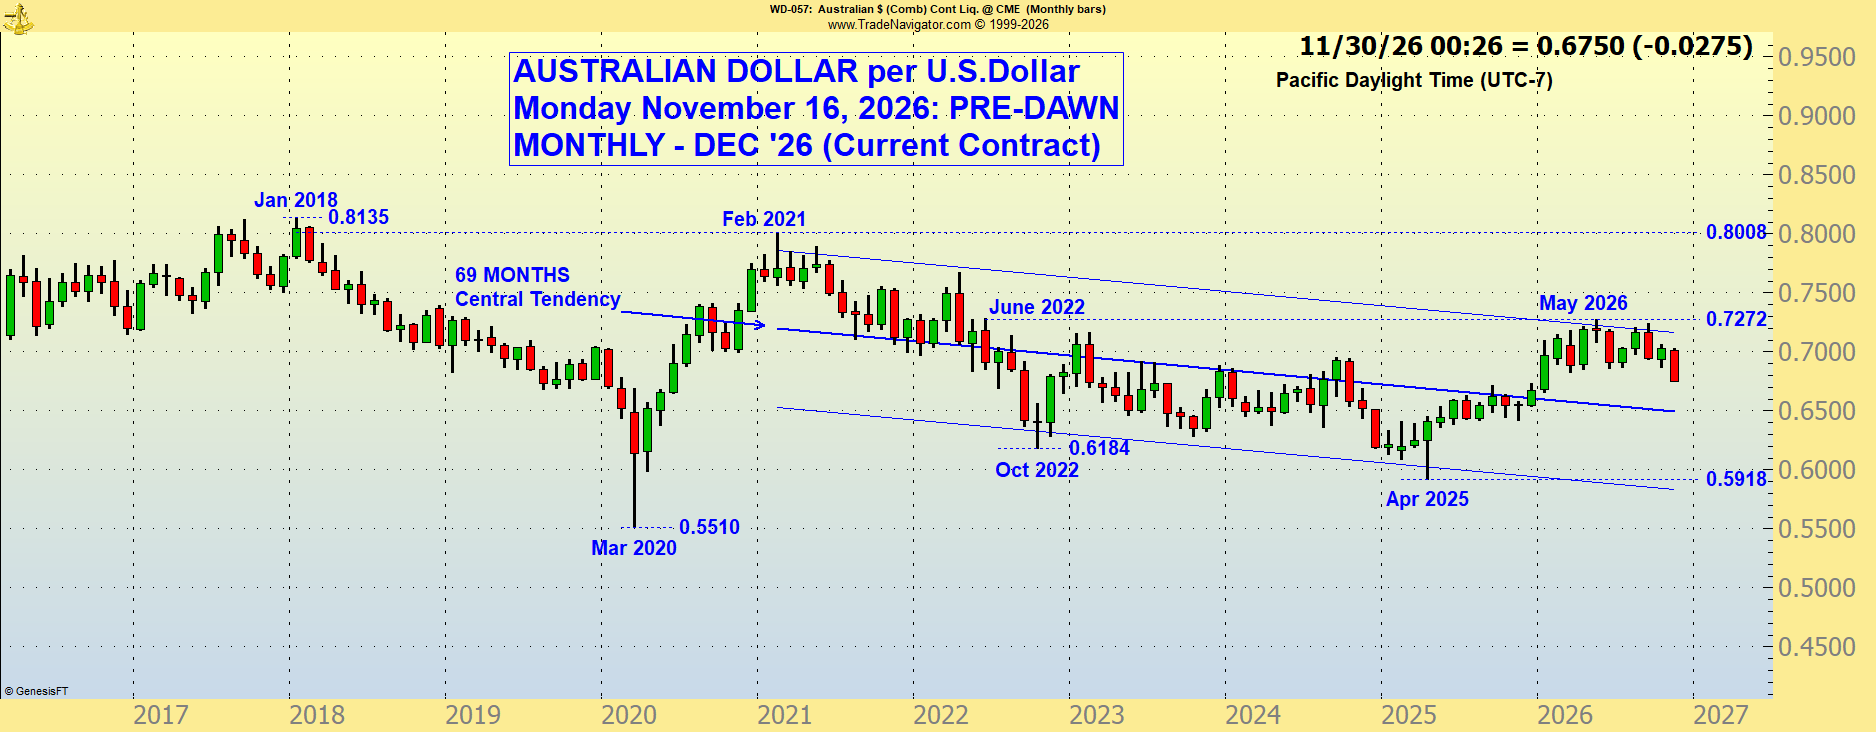 WD-057: Australian $ (Comb) Cont Liq. @ CME (Monthly bars)
www.TradeNavigator.com © 1999-2026
11/30/26 00:26 = 0.6750 (-0.0275)
Pacific Daylight Time (UTC-7)
AUSTRALIAN DOLLAR per U.S.Dollar
Monday November 16, 2026: PRE-DAWN
MONTHLY - DEC '26 (Current Contract)
0.9500
0.9000
0.8500
0.8000
0.7500
0.7000
0.6500
0.6000
0.5500
0.5000
0.4500
Jan 2018
0.8135
Feb 2021
0.8008
69 MONTHS
Central Tendency
June 2022
May 2026
0.7272
0.6184
Oct 2022
0.5918
Apr 2025
0.5510
Mar 2020
© GenesisFT
2017 2018 2019 2020 2021 2022 2023 2024 2025 2026 2027